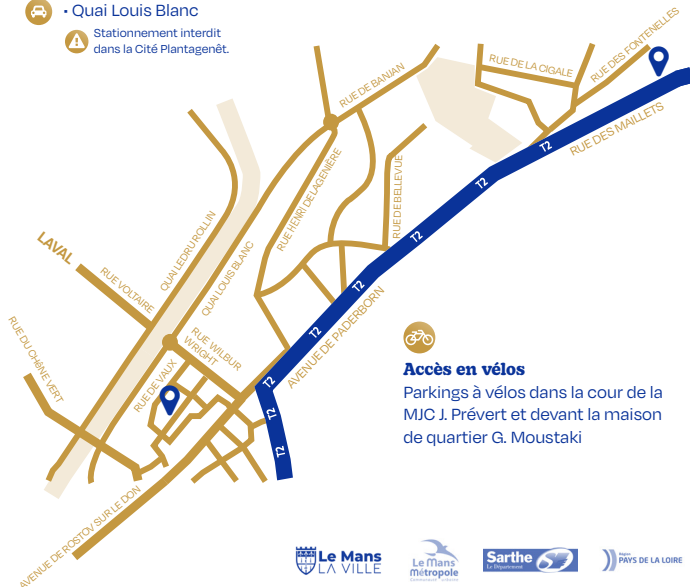 • Quai Louis Blanc
Stationnement interdit
dans la Cité Plantagenêt.
RUE DE BANJAN
RUE DE LA CIGALE
RUE DES FONTENELLES
RUE DES MAILLETS
T2
T2
T2
T2
T2
T2
T2
T2
RUE HENRI DE LAGENIÈRE
RUE DE BELLEVUE
QUAI LEDRU ROLLIN
QUAI LOUIS BLANC
LAVAL
RUE VOLTAIRE
RUE DU CHêNE VERT
RUE DE VAUX
RUE WILBUR
WRIGHT
AVENUE DE PADERBORN
AVENUE DE ROSTOV SUR LE DON
Accès en vélos
Parkings à vélos dans la cour de la
MJC J. Prévert et devant la maison
de quartier G. Moustaki
Le Mans
LA VILLE
Le Mans
Métropole
Sarthe
Le Département
Région
PAYS DE LA LOIRE